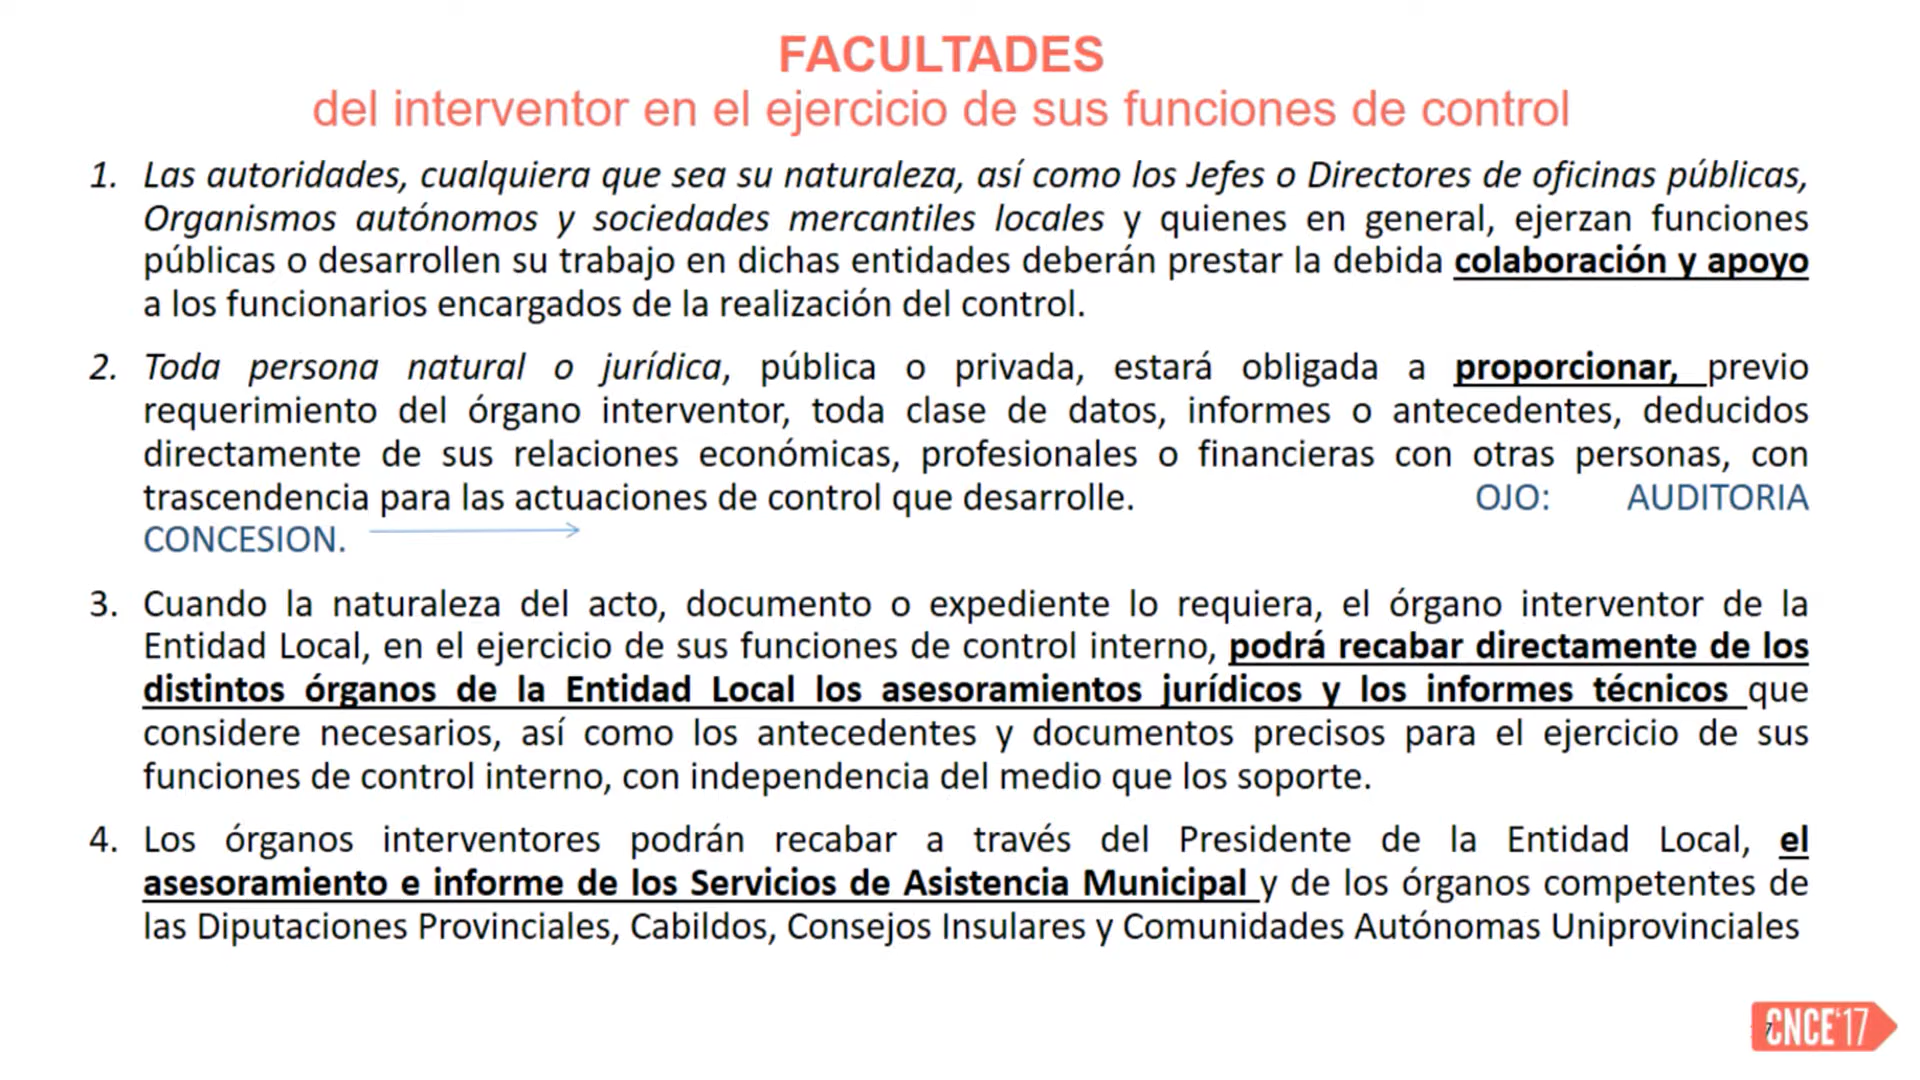 FACULTADES
del interventor en el ejercicio de sus funciones de control
1. Las autoridades, cualquiera que sea su naturaleza, así como los Jefes o Directores de oficinas públicas,
Organismos autónomos y sociedades mercantiles locales y quienes en general, ejerzan funciones
públicas o desarrollen su trabajo en dichas entidades deberán prestar la debida colaboración y apoyo
a los funcionarios encargados de la realización del control.
2. Toda persona natural o jurídica, pública o privada, estará obligada a proporcionar, previo
requerimiento del órgano interventor, toda clase de datos, informes o antecedentes, deducidos
directamente de sus relaciones económicas, profesionales o financieras con otras personas, con
trascendencia para las actuaciones de control que desarrolle. OJO: AUDITORIA
CONCESION.
3. Cuando la naturaleza del acto, documento o expediente lo requiera, el órgano interventor de la
Entidad Local, en el ejercicio de sus funciones de control interno, podrá recabar directamente de los
distintos órganos de la Entidad Local los asesoramientos jurídicos y los informes técnicos que
considere necesarios, así como los antecedentes y documentos precisos para el ejercicio de sus
funciones de control interno, con independencia del medio que los soporte.
4. Los órganos interventores podrán recabar a través del Presidente de la Entidad Local, el
asesoramiento e informe de los Servicios de Asistencia Municipal y de los órganos competentes de
las Diputaciones Provinciales, Cabildos, Consejos Insulares y Comunidades Autónomas Uniprovinciales
CNCE'17